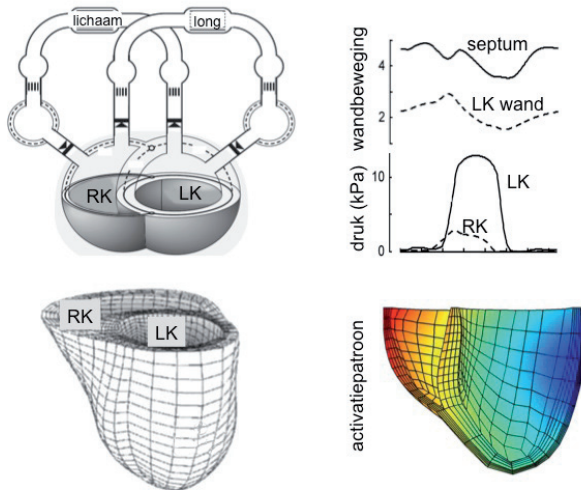 lichaam
long
RK
LK
wandbeweging
4
2
septum
LK wand
druk (kPa)
10
0
LK
RK
RK
LK
activatiepatroon